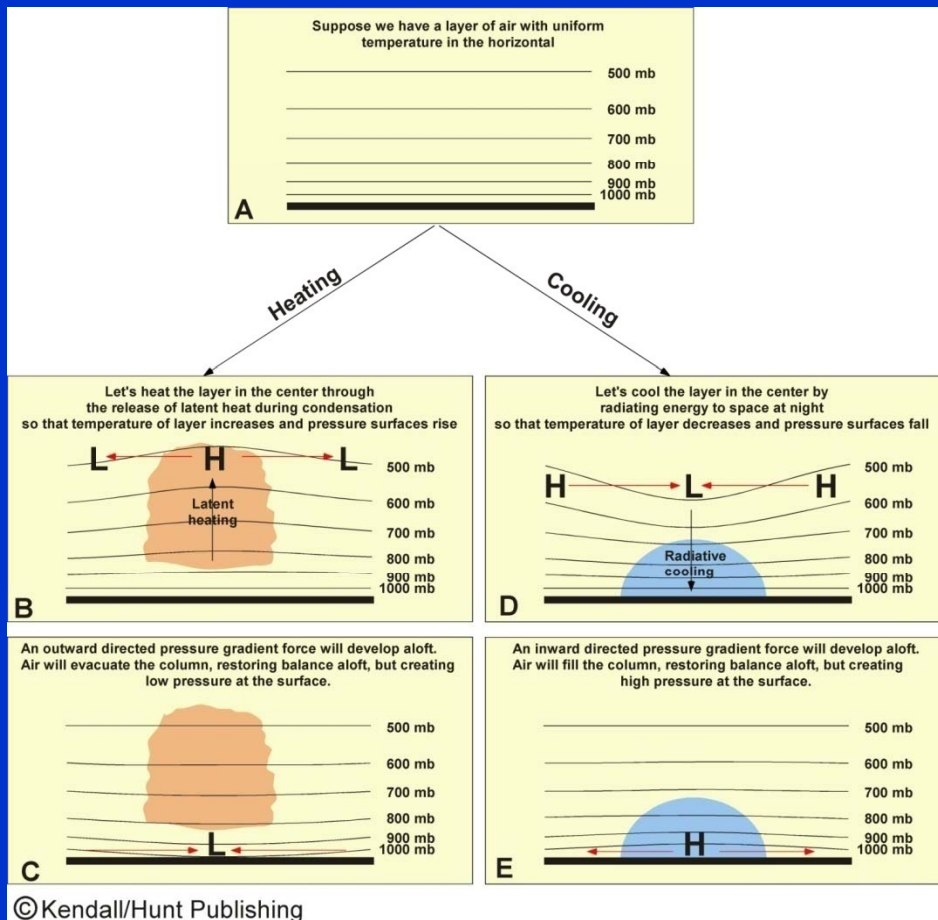 Suppose we have a layer of air with uniform
temperature in the horizontal
500 mb
600 mb
700 mb
800 mb
900 mb
1000 mb
A
Heating
Cooling
Let's heat the layer in the center through
the release of latent heat during condensation
so that temperature of layer increases and pressure surfaces rise
L H L
500 mb
600 mb
Latent
heating
700 mb
800 mb
900 mb
1000 mb
B
Let's cool the layer in the center by
radiating energy to space at night
so that temperature of layer decreases and pressure surfaces fall
500 mb
H L H
600 mb
700 mb
800 mb
Radiative
cooling
900 mb
1000 mb
D
An outward directed pressure gradient force will develop aloft.
Air will evacuate the column, restoring balance aloft, but creating
low pressure at the surface.
500 mb
600 mb
700 mb
800 mb
900 mb
L
1000 mb
C
An inward directed pressure gradient force will develop aloft.
Air will fill the column, restoring balance aloft, but creating
high pressure at the surface.
500 mb
600 mb
700 mb
800 mb
900 mb
H
1000 mb
E
© Kendall/Hunt Publishing